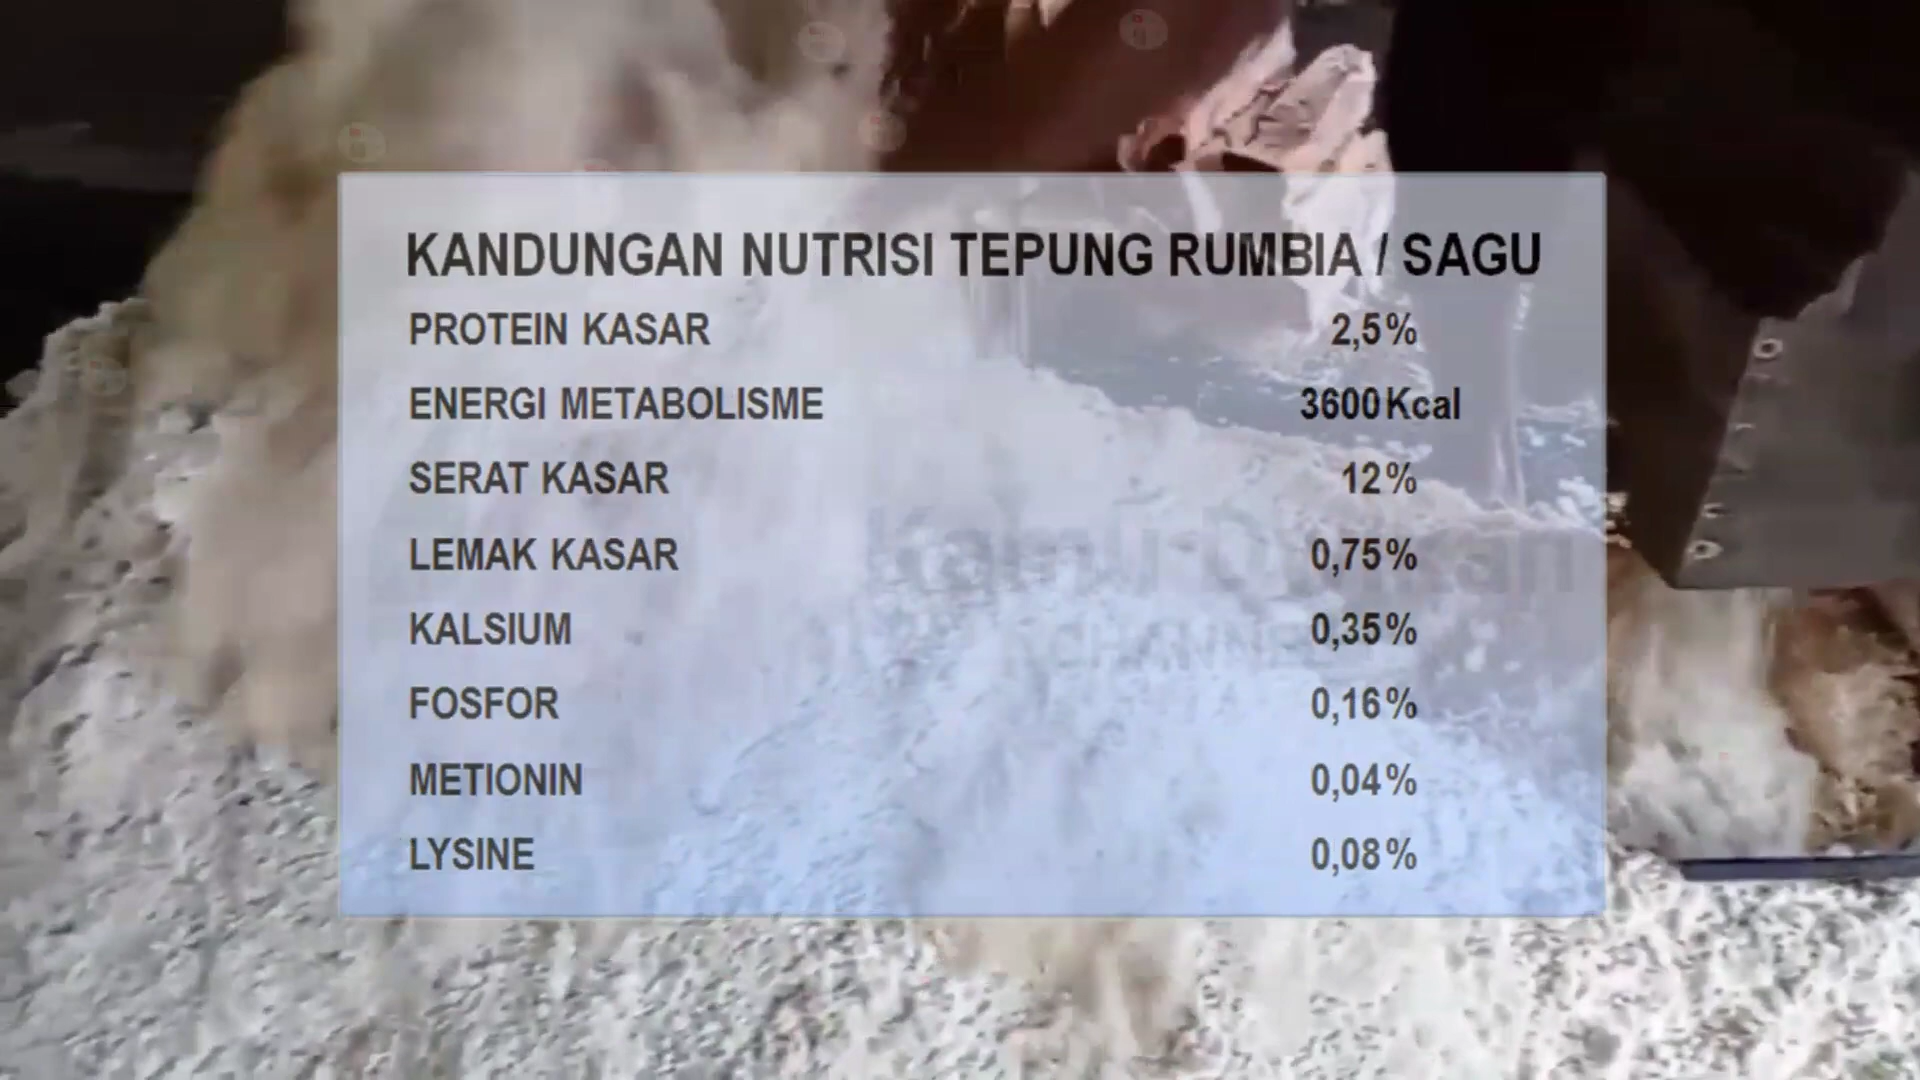 KANDUNGAN NUTRISI TEPUNG RUMBIA / SAGU
PROTEIN KASAR 2,5%
ENERGI METABOLISME 3600 Kcal
SERAT KASAR 12%
LEMAK KASAR 0,75%
KALSIUM 0,35%
FOSFOR 0,16%
METIONIN 0,04%
LYSINE 0,08%
CHANNEL